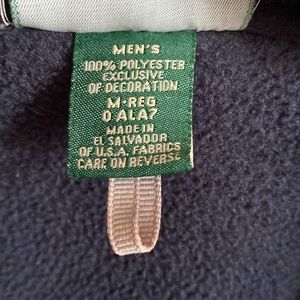 MEN'S
100% POLYESTER
EXCLUSIVE
OF DECORATION
M-REG
0 ALA7
MADE IN
EL SALVADOR
OF U.S.A. FABRICS
CARE ON REVERSE